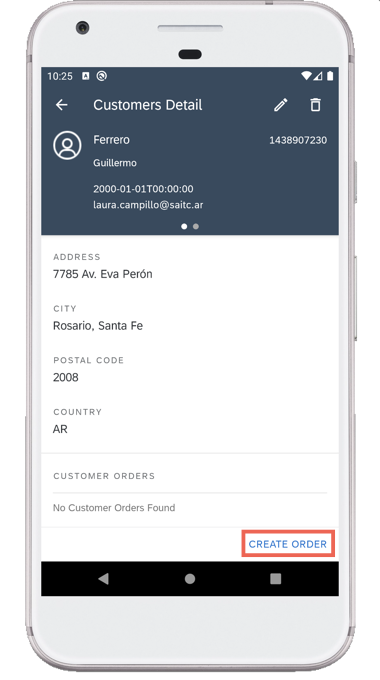 10:25
Customers Detail
Ferrero 1438907230
Guillermo
2000-01-01T00:00:00
laura.campillo@saitc.ar
ADDRESS
7785 Av. Eva Perón
CITY
Rosario, Santa Fe
POSTAL CODE
2008
COUNTRY
AR
CUSTOMER ORDERS
No Customer Orders Found
CREATE ORDER